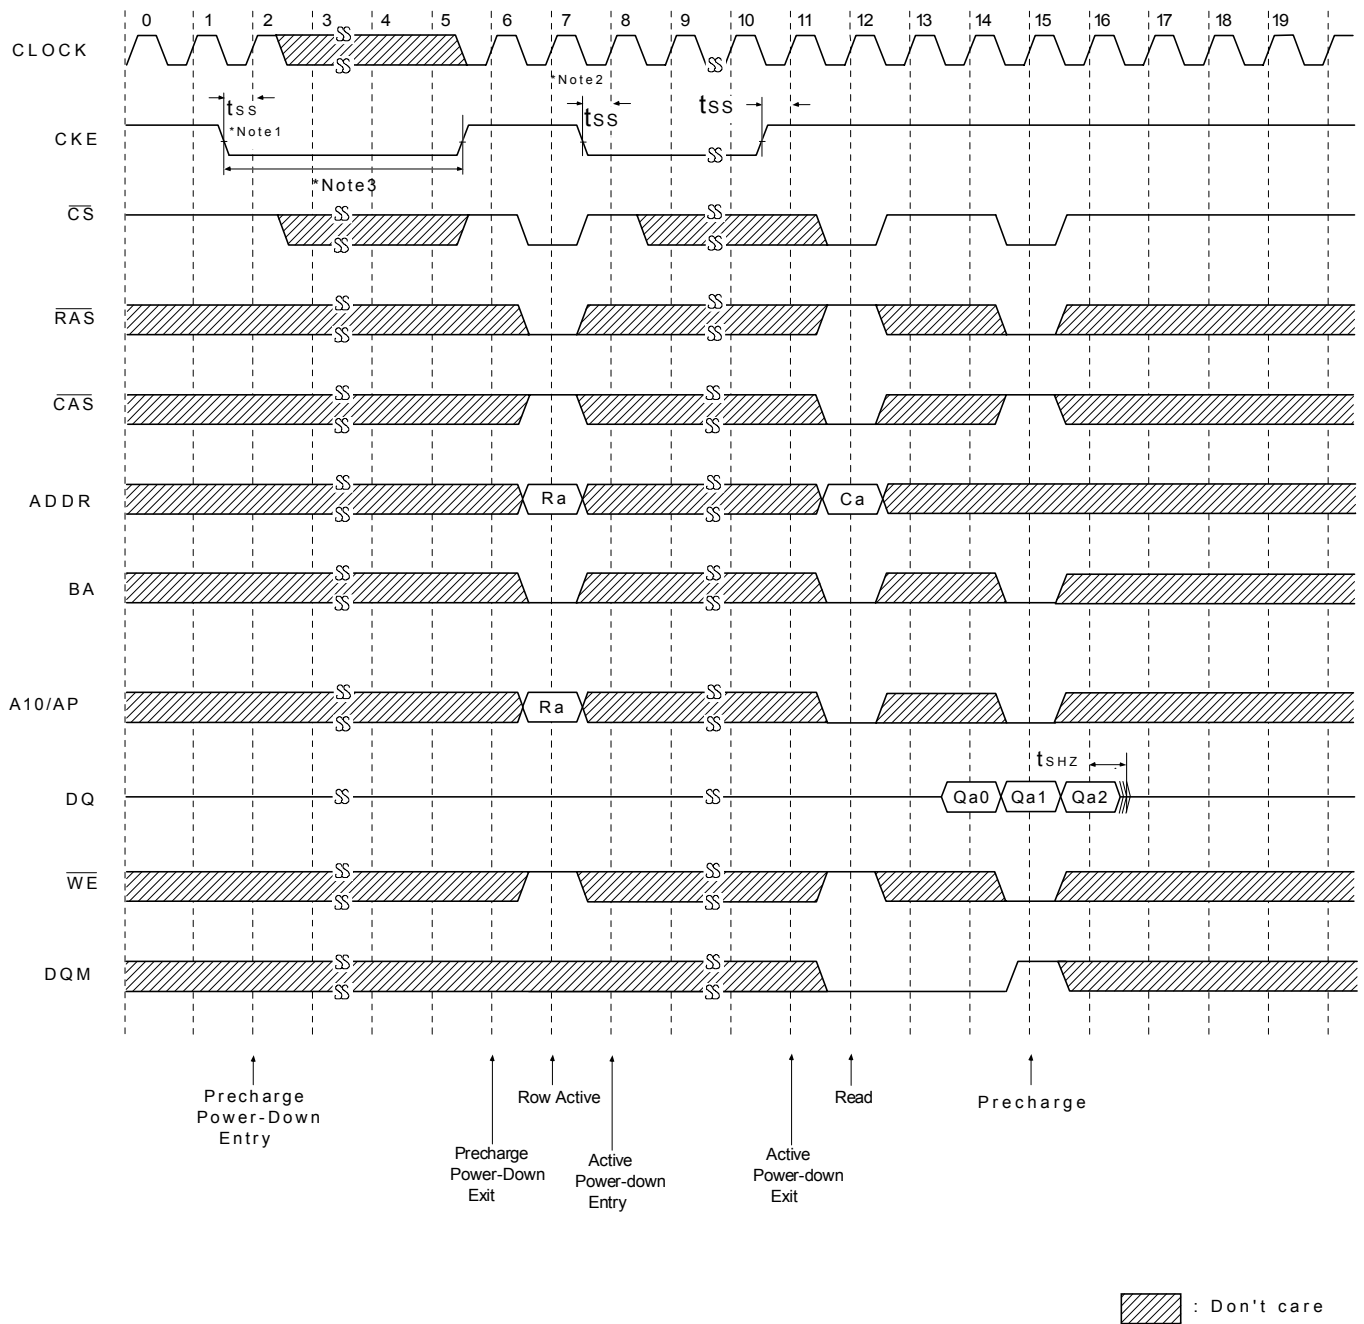 0 1 2 3 4 5 6 7 8 9 10 11 12 13 14 15 16 17 18 19
CLOCK
*Note2
tss tss tss
*Note1
CKE
*Note3
CS
RAS
CAS
ADDR Ra Ca
BA
A10/AP Ra
tSHZ
DQ Qa0 Qa1 Qa2
WE
DQM
Precharge
Power-Down
Entry
Precharge
Power-Down
Exit
Row Active
Active
Power-down
Entry
Active
Power-down
Exit
Read
Precharge
: Don't care